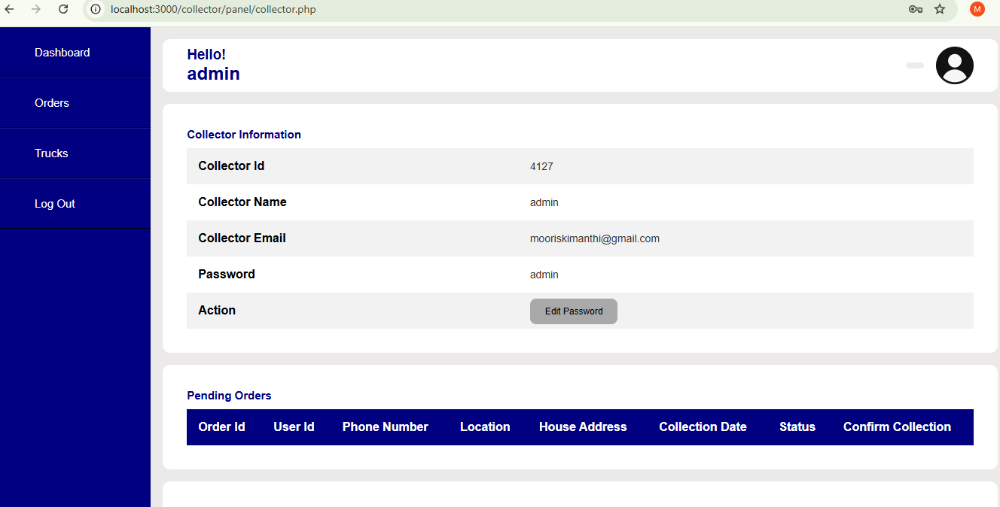 localhost:3000/collector/panel/collector.php
M
Dashboard
Orders
Trucks
Log Out
Hello!
admin
Collector Information
Collector Id 4127
Collector Name admin
Collector Email mooriskimanthi@gmail.com
Password admin
Action Edit Password
Pending Orders
Order Id User Id Phone Number Location House Address Collection Date Status Confirm Collection